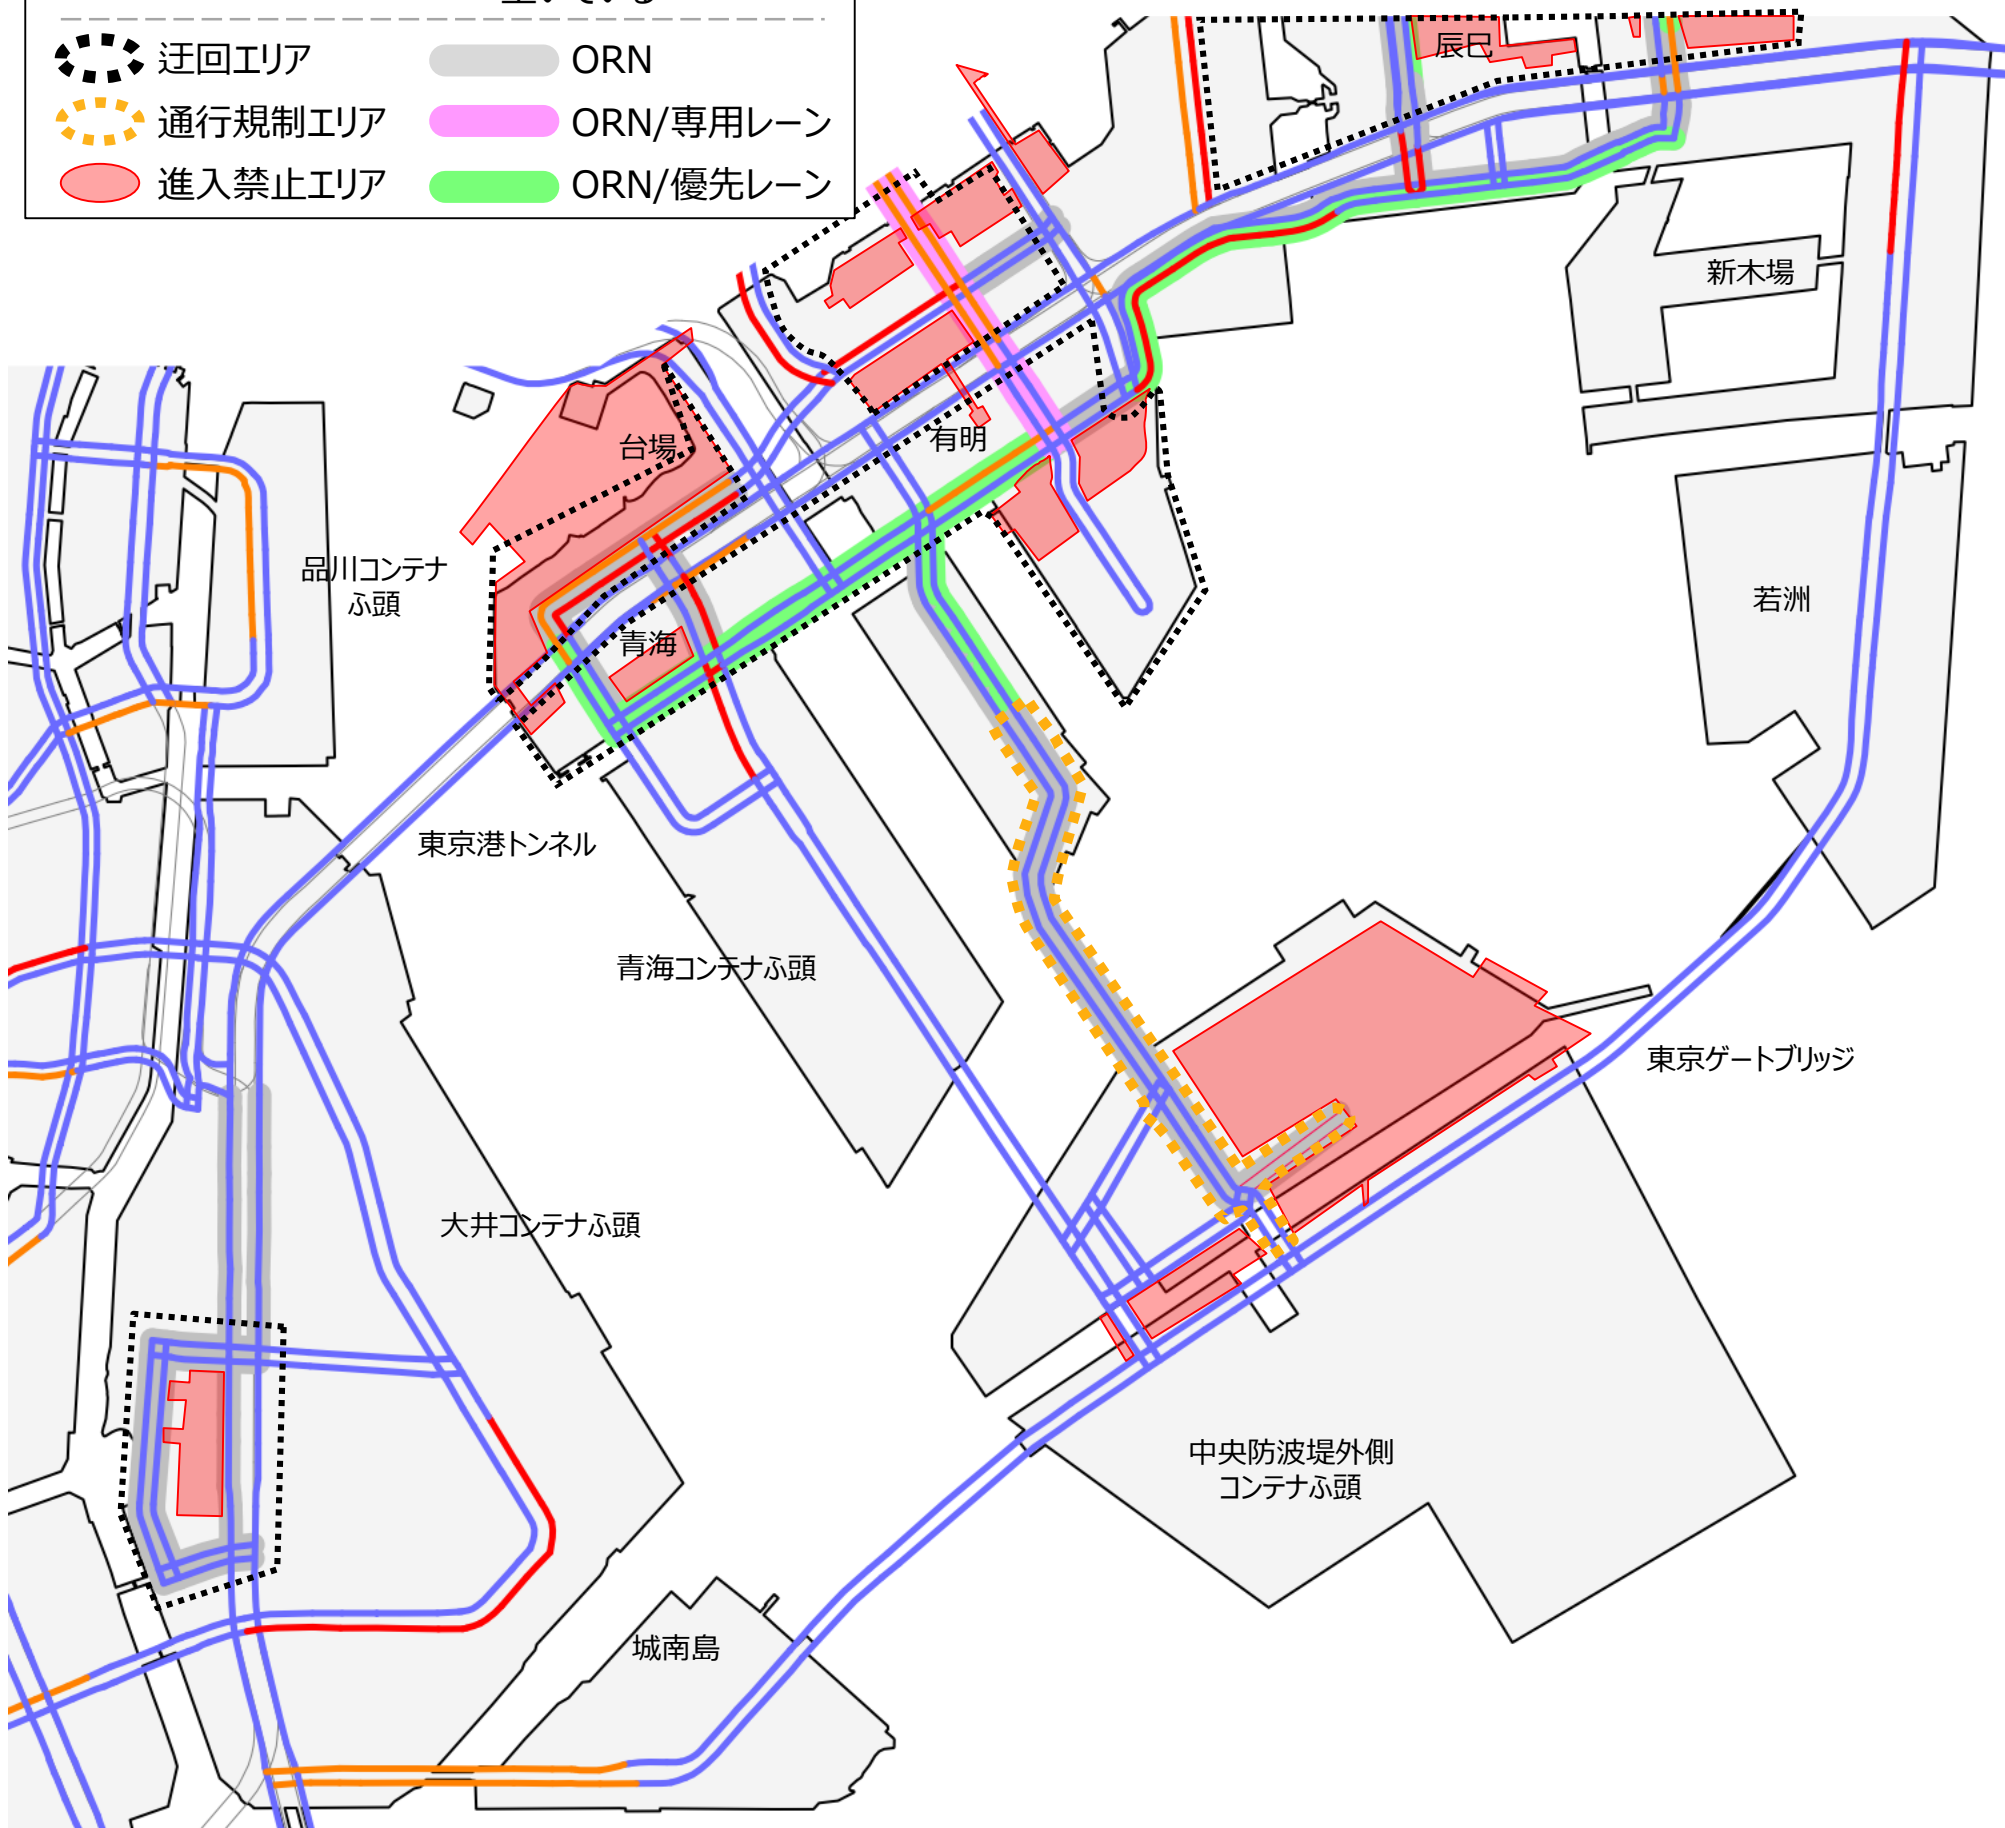 空いている
迂回エリア
ORN
通行規制エリア
ORN/専用レーン
進入禁止エリア
ORN/優先レーン
辰巳
新木場
台場
有明
品川コンテナ
ふ頭
青海
若洲
東京港トンネル
青海コンテナふ頭
東京ゲートブリッジ
大井コンテナふ頭
中央防波堤外側
コンテナふ頭
城南島